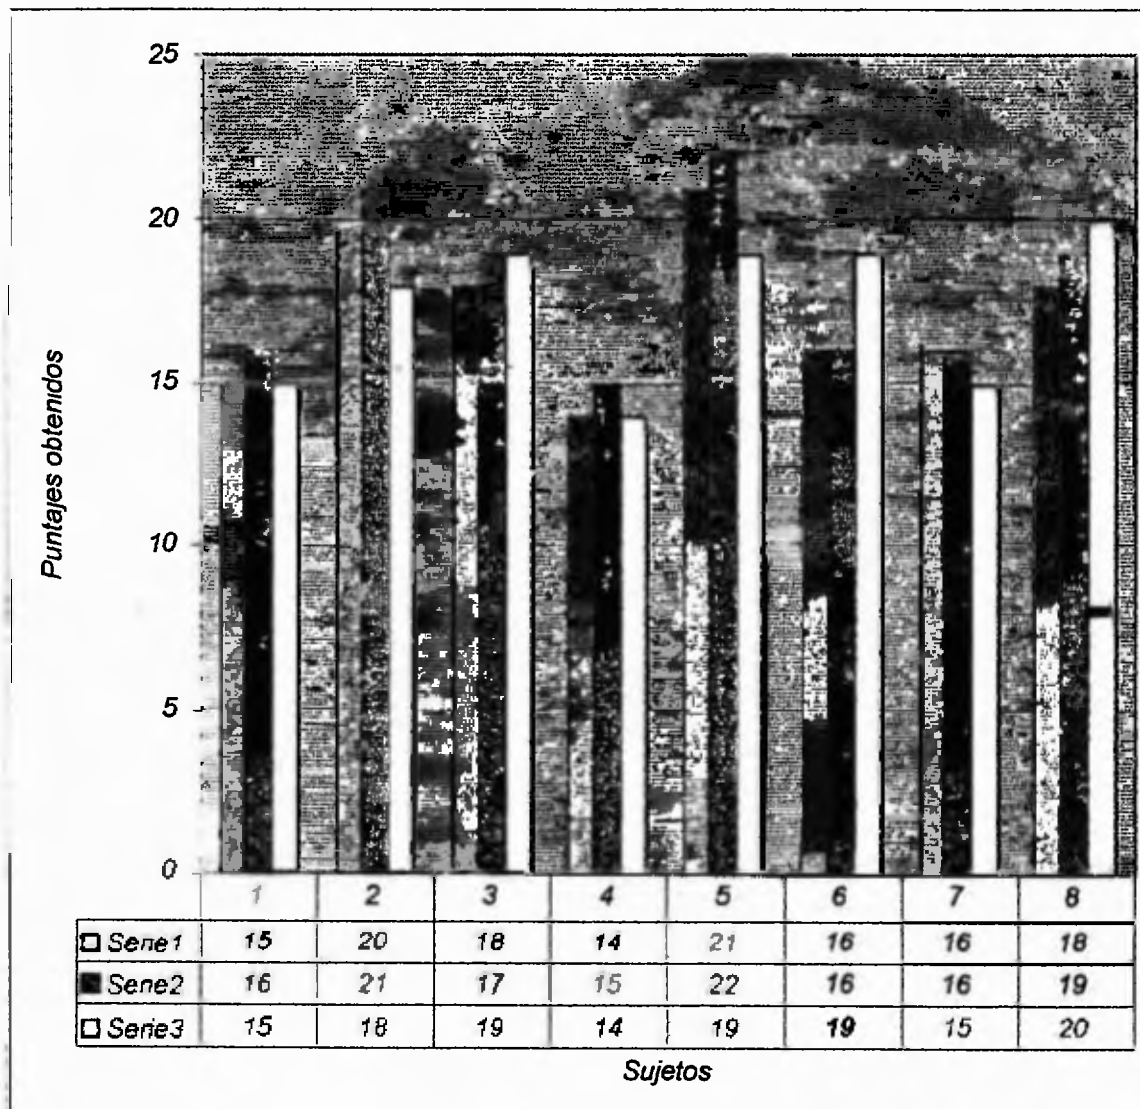 25
20
15
10
5
0
Puntajes obtenidos
1 2 3 4 5 6 7 8
Serie1 15 20 18 14 21 16 16 18
Serie2 16 21 17 15 22 16 16 19
Serie3 15 18 19 14 19 19 15 20
Sujetos